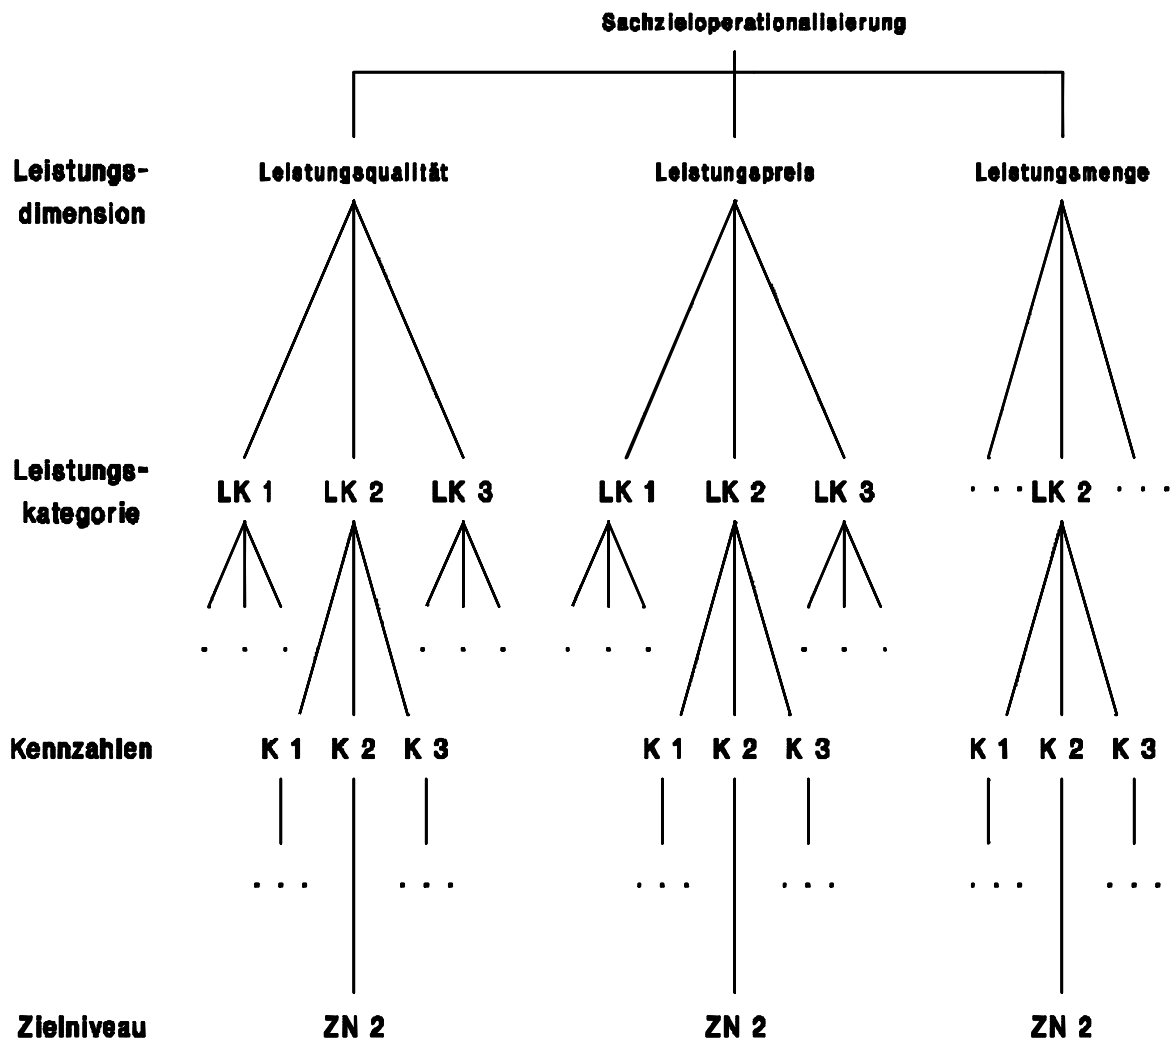 Sachzieloperationalisierung
Leistungs-
dimension
Leistungsqualität Leistungspreis Leistungsmenge
Leistungs-
kategorie
LK 1 LK 2 LK 3 LK 1 LK 2 LK 3 . . . LK 2 . . .
. . . . . . . . . . . .
Kennzahlen K 1 K 2 K 3 K 1 K 2 K 3 K 1 K 2 K 3
. . . . . . . . . . . . . . . . . .
Zielniveau ZN 2 ZN 2 ZN 2